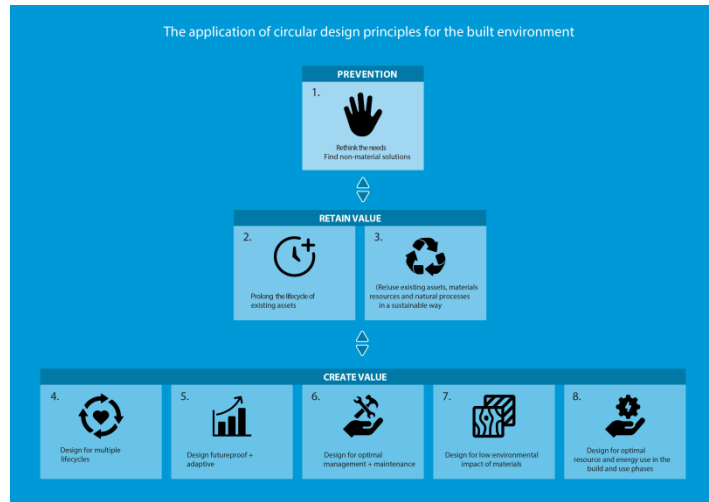 The application of circular design principles for the built environment
PREVENTION
1.
Rethink the needs
Find non-material solutions
RETAIN VALUE
2.
Prolong the lifecycle of
existing assets
3.
(Re)use existing assets, materials
resources and natural processes
in a sustainable way
CREATE VALUE
4.
Design for multiple
lifecycles
5.
Design futureproof +
adaptive
6.
Design for optimal
management + maintenance
7.
Design for low environmental
impact of materials
8.
Design for optimal
resource and energy use in the
build and use phases